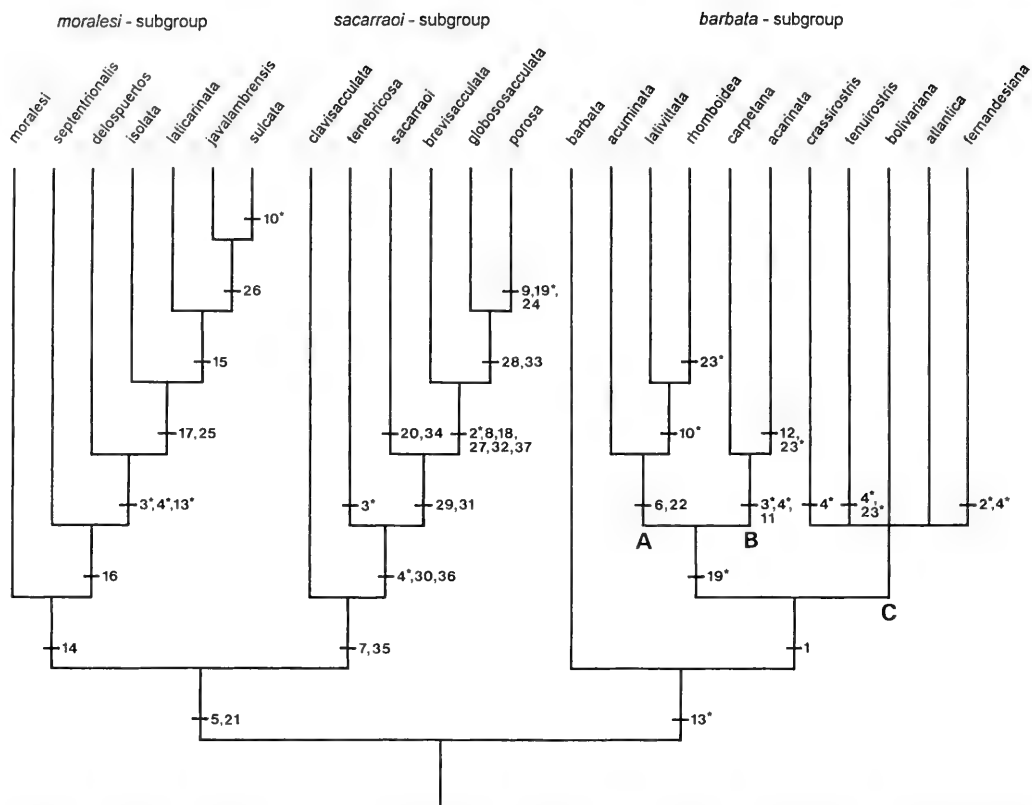 moralesi - subgroup
sacarraoi - subgroup
barbata - subgroup
moralesi
septentrionalis
delospuertos
isolata
laticarinata
javalambrensis
sulcata
clavisacculata
tenebricosa
sacarraoi
brevisacculata
globososacculata
porosa
barbata
acuminata
lativittata
rhomboidea
carpetana
acarinata
crassirostris
tenuirostris
bolivariana
atlantica
fernandesiana
10*
26
9,19*,
24
15
28,33
23*
17,25
20,34
2*,8,18,
27,32,37
10*
12,
23*
3*,4*,13*
3*
29,31
6,22
3*,4*,
11
4*
4*,
23*
2*,4*
A
B
16
4*,30,36
19*
C
14
7,35
1
5,21
13*